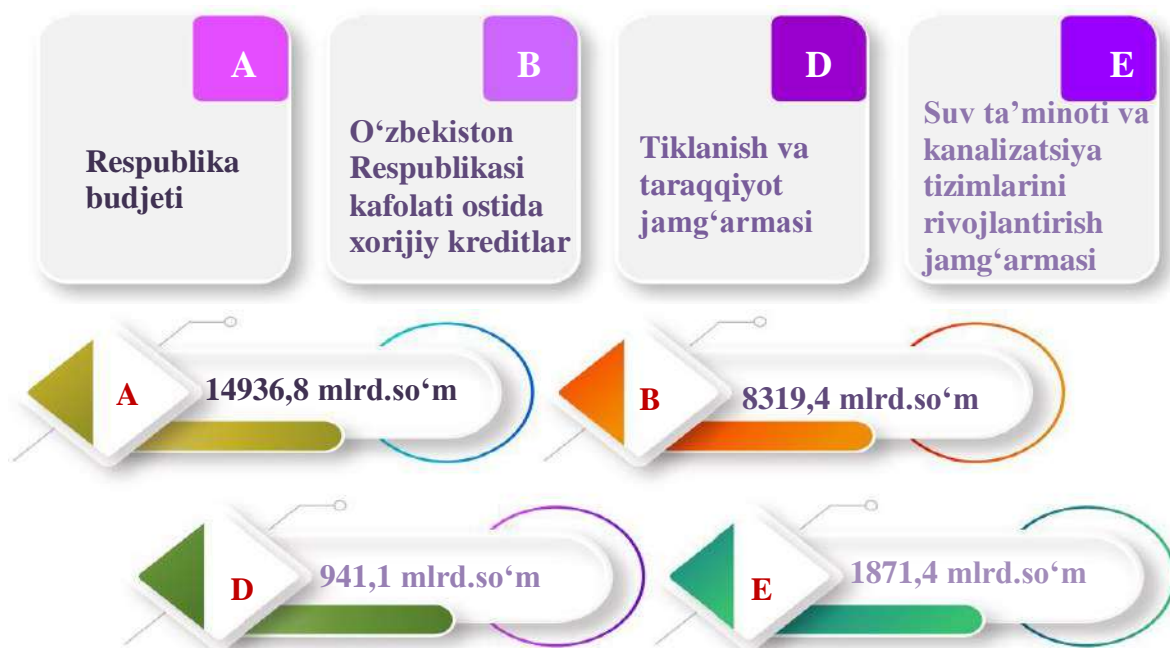 A
Respublika
budjeti
B
O‘zbekiston
Respublikasi
kafolati ostida
xorijiy kreditlar
D
Tiklanish va
taraqqiyot
jamg‘armasi
E
Suv ta’minoti va
kanalizatsiya
tizimlarini
rivojlantirish
jamg‘armasi
A
14936,8 mlrd.so‘m
B
8319,4 mlrd.so‘m
D
941,1 mlrd.so‘m
E
1871,4 mlrd.so‘m